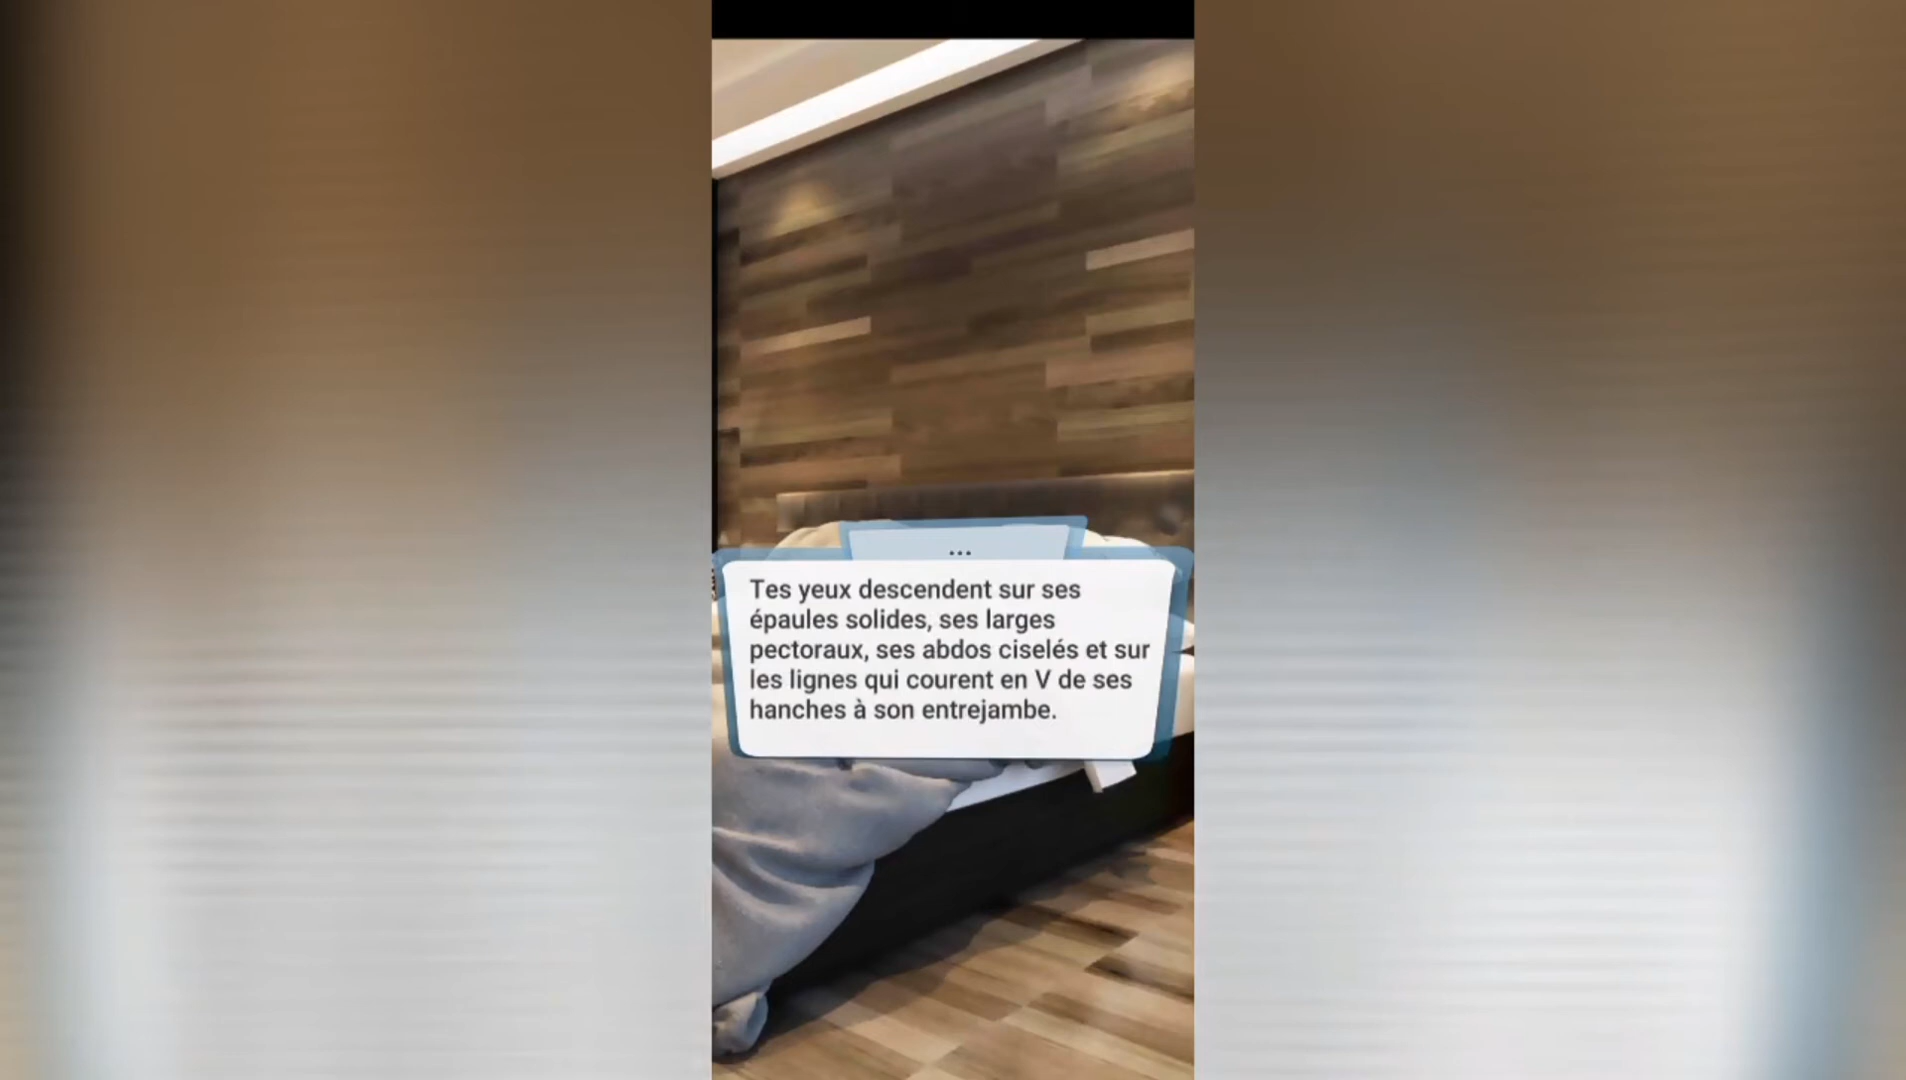 ...
Tes yeux descendent sur ses
épaules solides, ses larges
pectoraux, ses abdos ciselés et sur
les lignes qui courent en V de ses
hanches à son entrejambe.